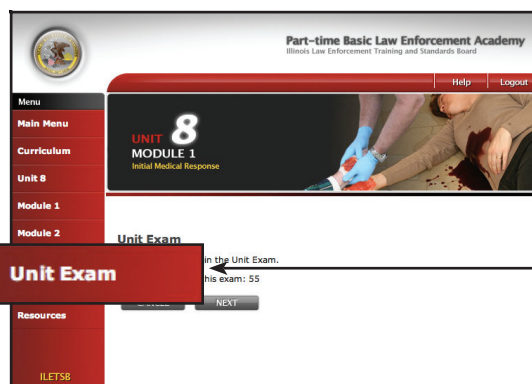 Part-time Basic Law Enforcement Academy
Illinois Law Enforcement Training and Standards Board
Help
Logout
Menu
Main Menu
Curriculum
Unit 8
Module 1
Module 2
Unit Exam
Resources
ILETSB
UNIT 8
MODULE 1
Initial Medical Response
Unit Exam
in the Unit Exam.
his exam: 55
NEXT